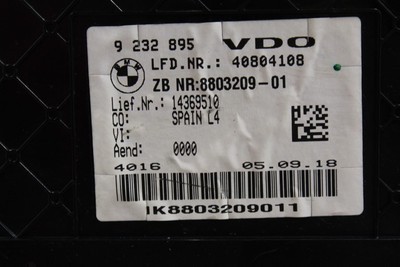 9 232 895 VDO
BMW LFD.NR.: 40804108
ZB NR:8803209-01
Lief.Nr.: 14369510
CO: SPAIN L4
VI:
Aend: 0000
4016 05.09.18
IK8803209011